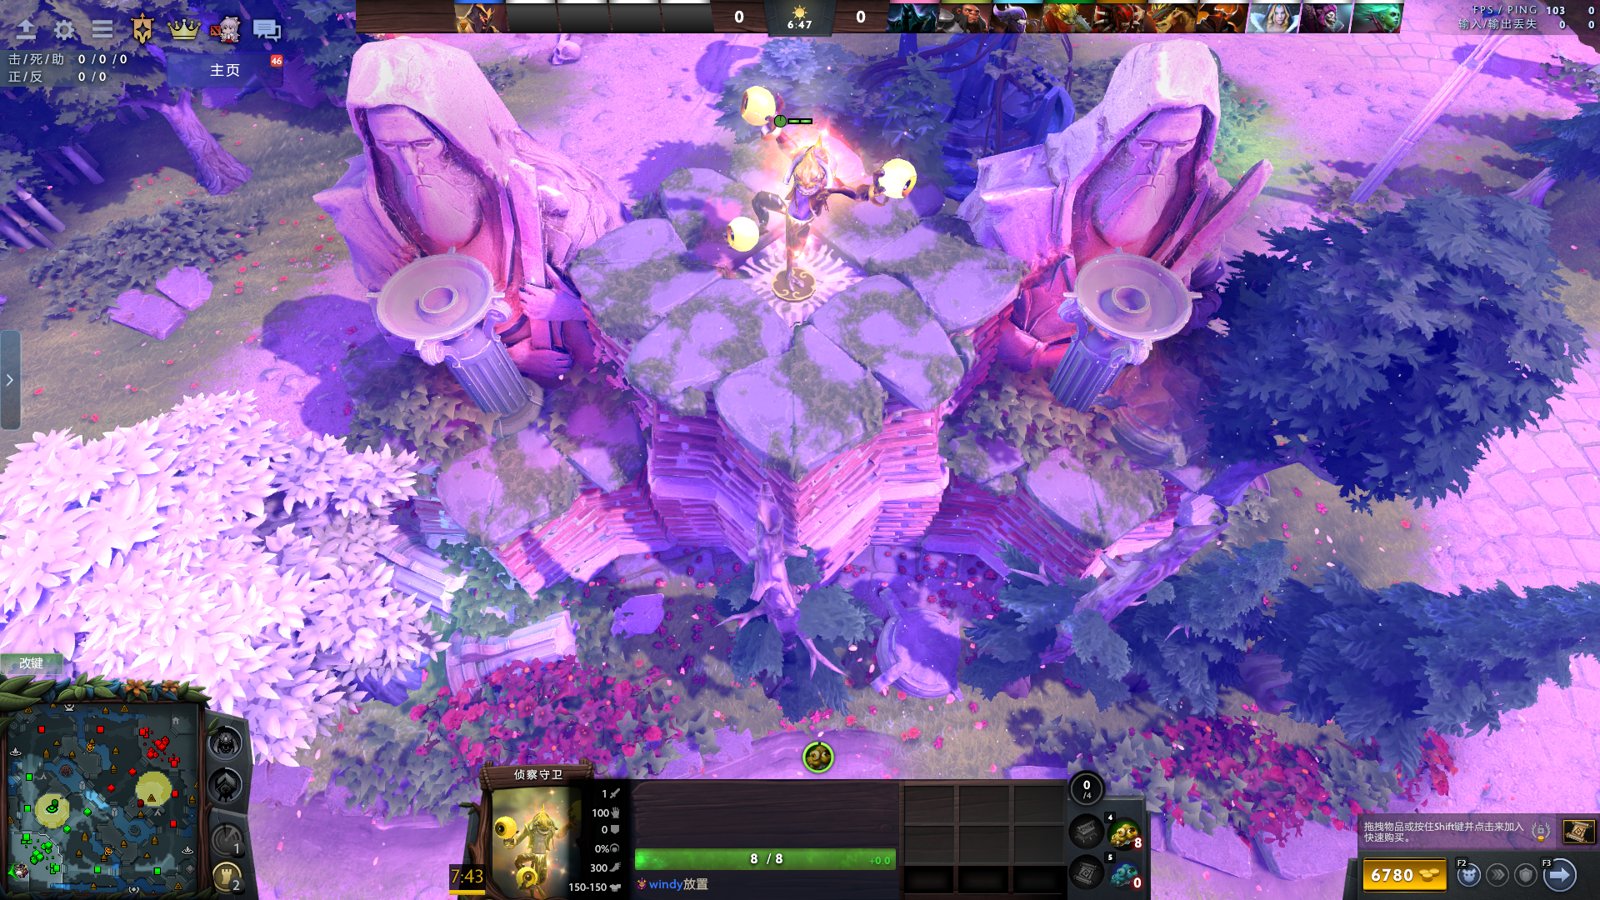 击/死/助 0 / 0 / 0
正/反 0 / 0
主页
46
0
6:47
0
FPS / PING 103 0
输入/输出丢失 0 0
改键
侦察守卫
1
100
0
0%
300
150-150
7:43
8 / 8
+0.0
windy放置
0
/4
4
8
5
0
1
2
拖拽物品或按住Shift键并点击来加入
快速购买。
6780
F2
F3